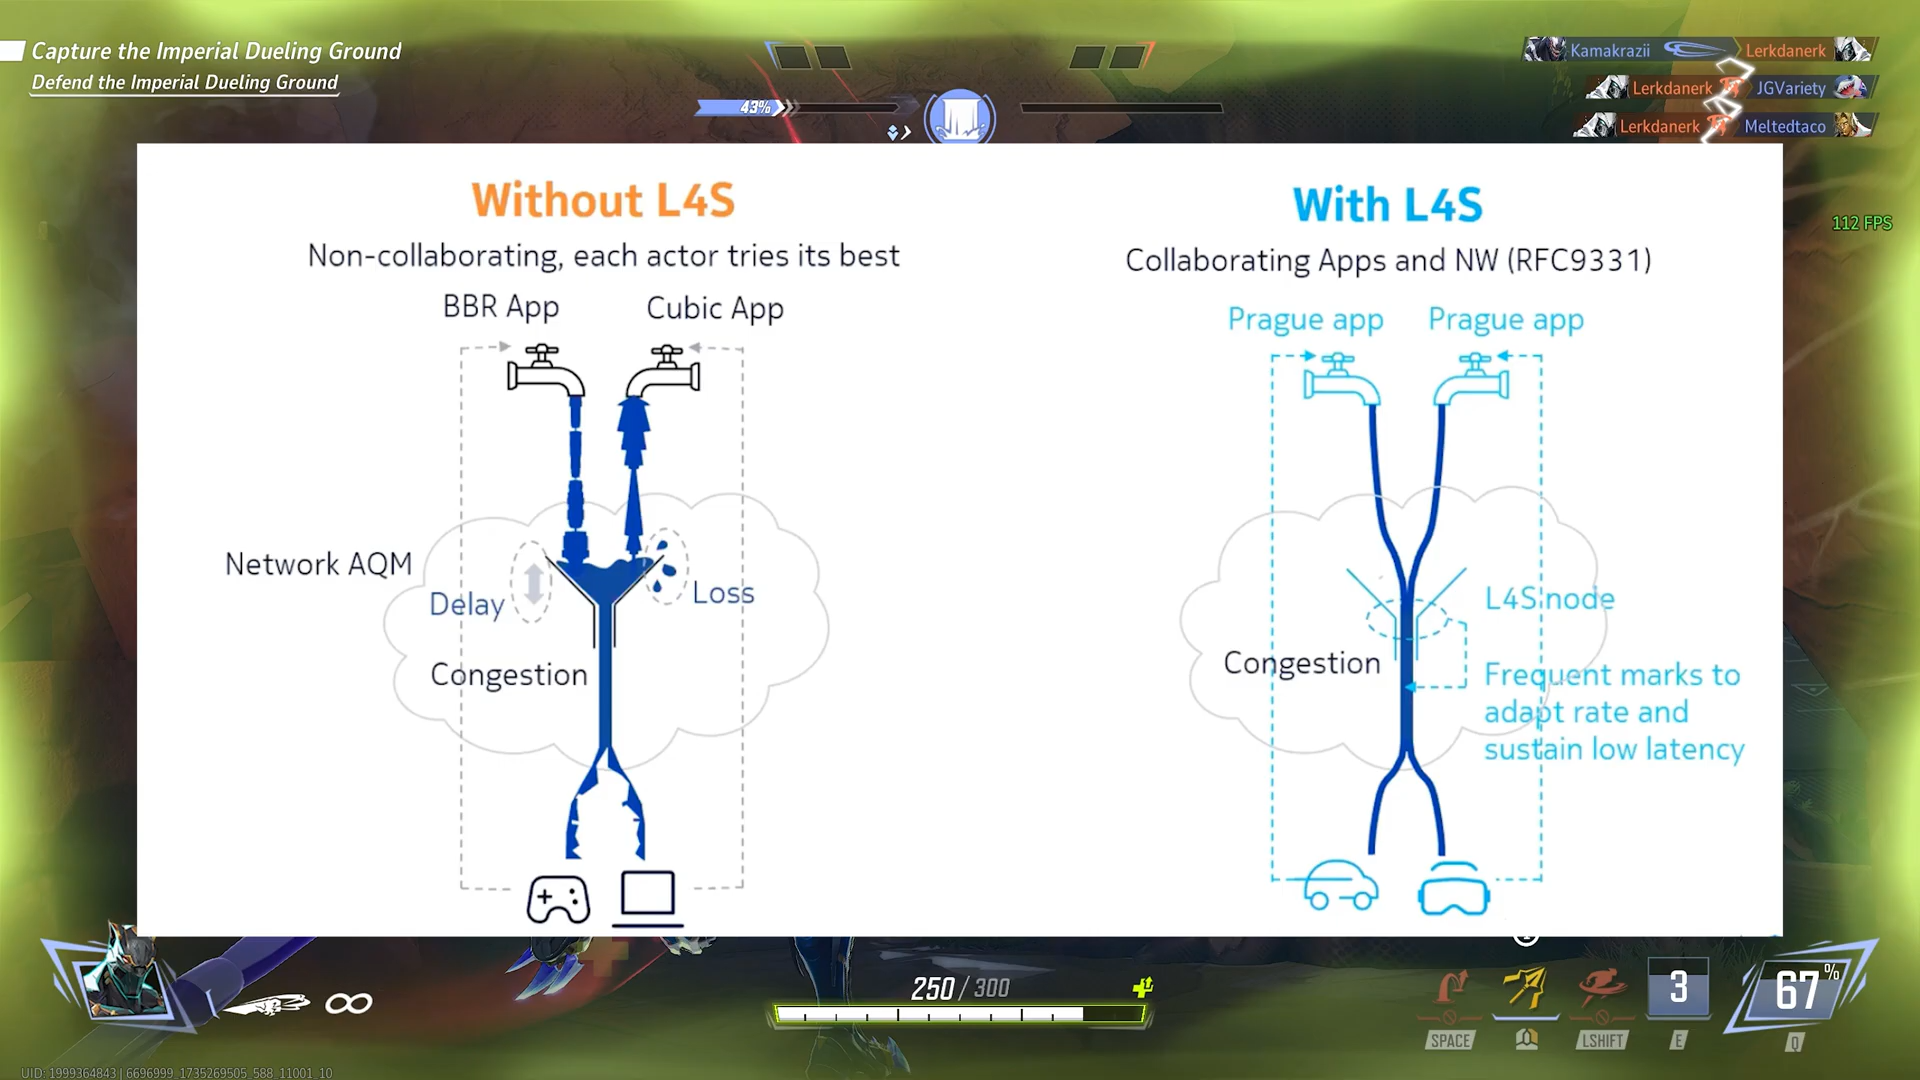 Capture the Imperial Dueling Ground
Defend the Imperial Dueling Ground
43%
Kamakrazii Lerkdanerk
Lerkdanerk JGVariety
Lerkdanerk Meltedtaco
112 FPS
Without L4S
Non-collaborating, each actor tries its best
BBR App
Cubic App
Network AQM
Delay
Loss
Congestion
With L4S
Collaborating Apps and NW (RFC9331)
Prague app
Prague app
L4S node
Congestion
Frequent marks to
adapt rate and
sustain low latency
250 / 300
3
67%
SPACE
LSHIFT
E
Q
UID: 1999364843 | 6696999_1735269505_588_11001_10